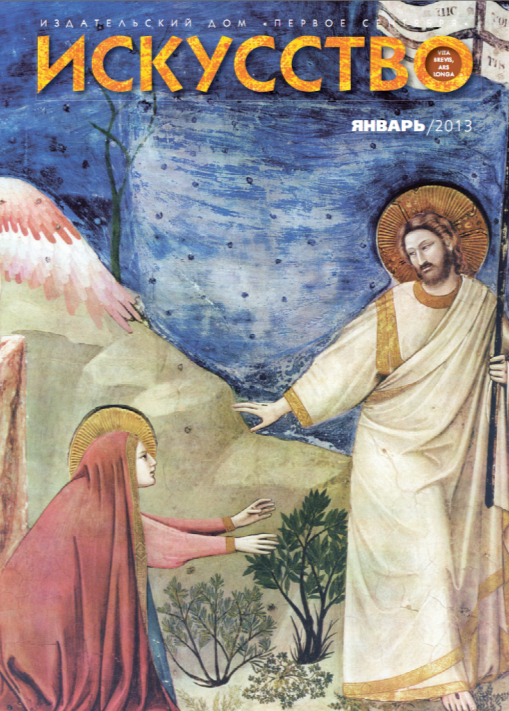 ИЗДАТЕЛЬСКИЙ ДОМ «ПЕРВОЕ
ИСКУССТВО
VITA
BREVIS,
ARS
LONGA
ЯНВАРЬ/2013